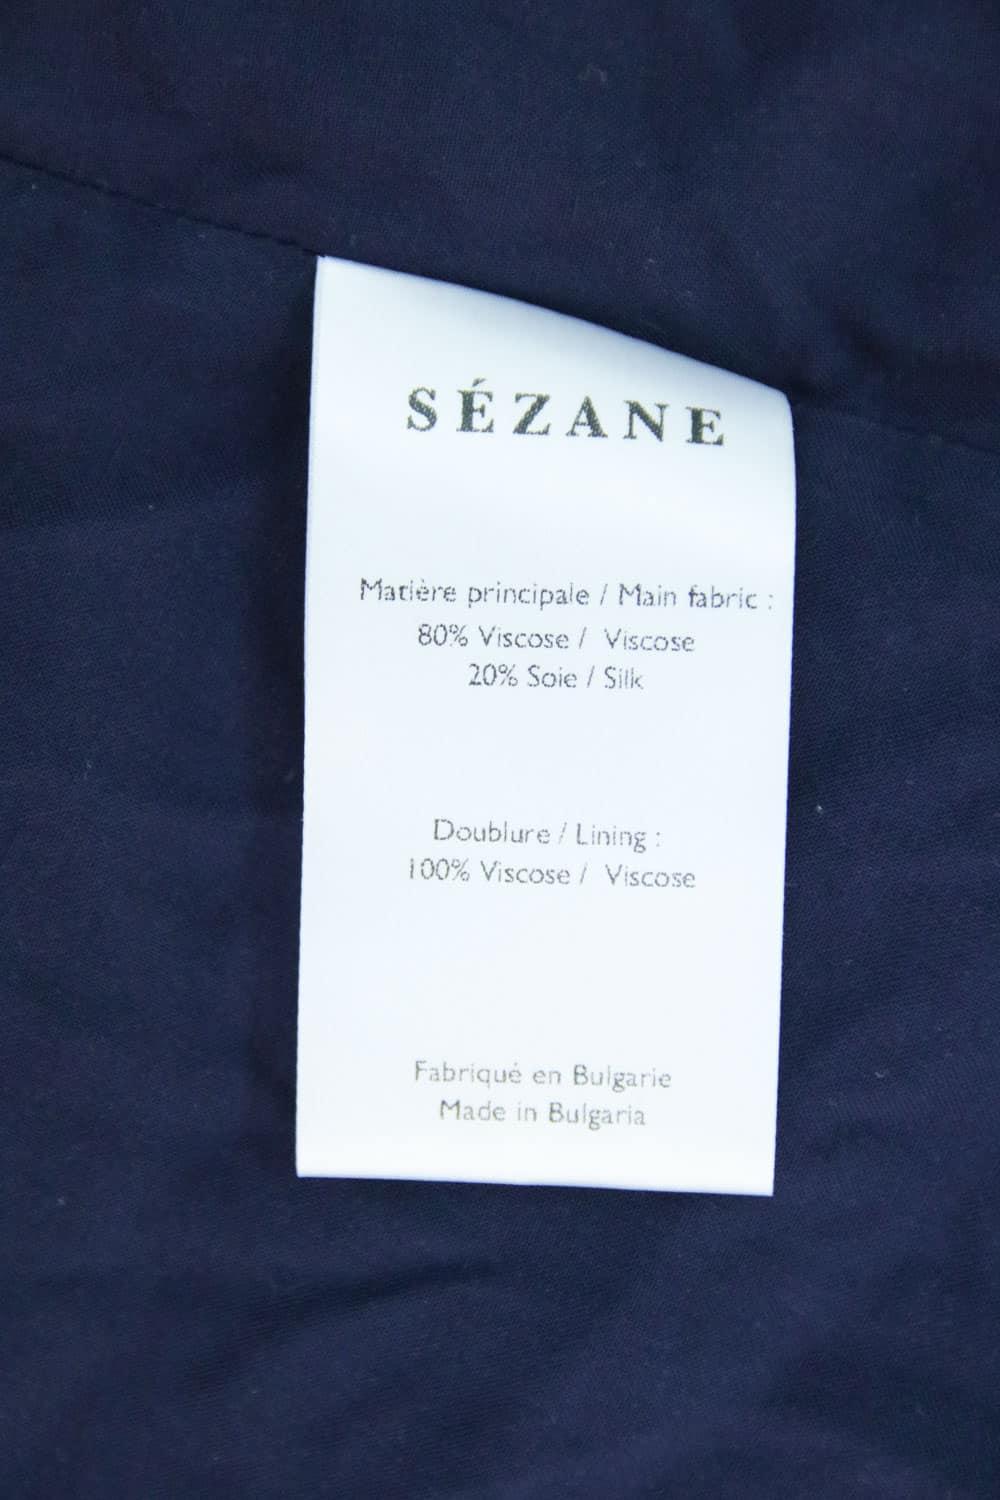 SÉZANE
Matière principale / Main fabric :
80% Viscose / Viscose
20% Soie / Silk
Doublure / Lining :
100% Viscose / Viscose
Fabriqué en Bulgarie
Made in Bulgaria